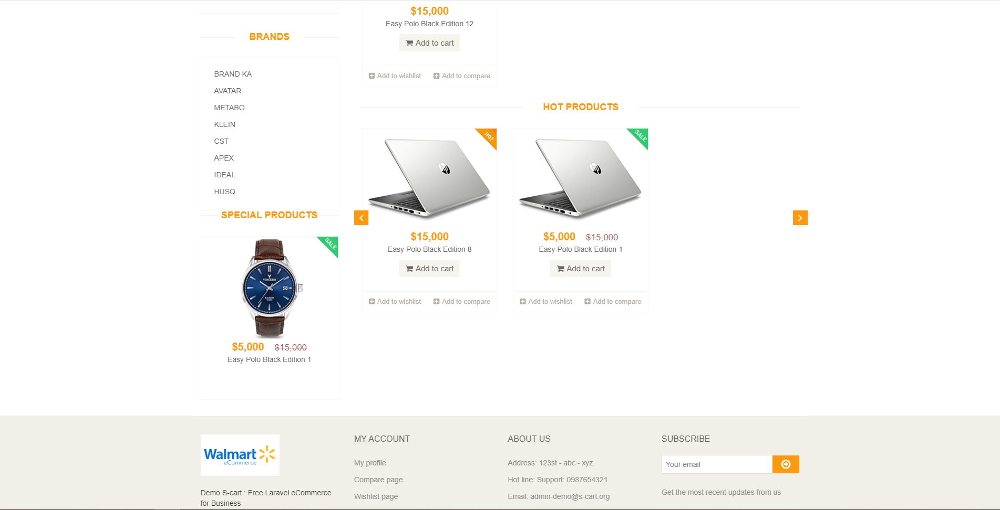 BRANDS
BRAND KA
AVATAR
METABO
KLEIN
CST
APEX
IDEAL
HUSQ
SPECIAL PRODUCTS
SALE
VINCERO
KAIROS
$5,000 $15,000
Easy Polo Black Edition 1
$15,000
Easy Polo Black Edition 12
Add to cart
Add to wishlist Add to compare
HOT PRODUCTS
HOT
hp
$15,000
Easy Polo Black Edition 8
Add to cart
Add to wishlist Add to compare
SALE
hp
$5,000 $15,000
Easy Polo Black Edition 1
Add to cart
Add to wishlist Add to compare
Walmart
eCommerce
Demo S-cart : Free Laravel eCommerce
for Business
MY ACCOUNT
My profile
Compare page
Wishlist page
ABOUT US
Address: 123st - abc - xyz
Hot line: Support: 0987654321
Email: admin-demo@s-cart.org
SUBSCRIBE
Your email
Get the most recent updates from us